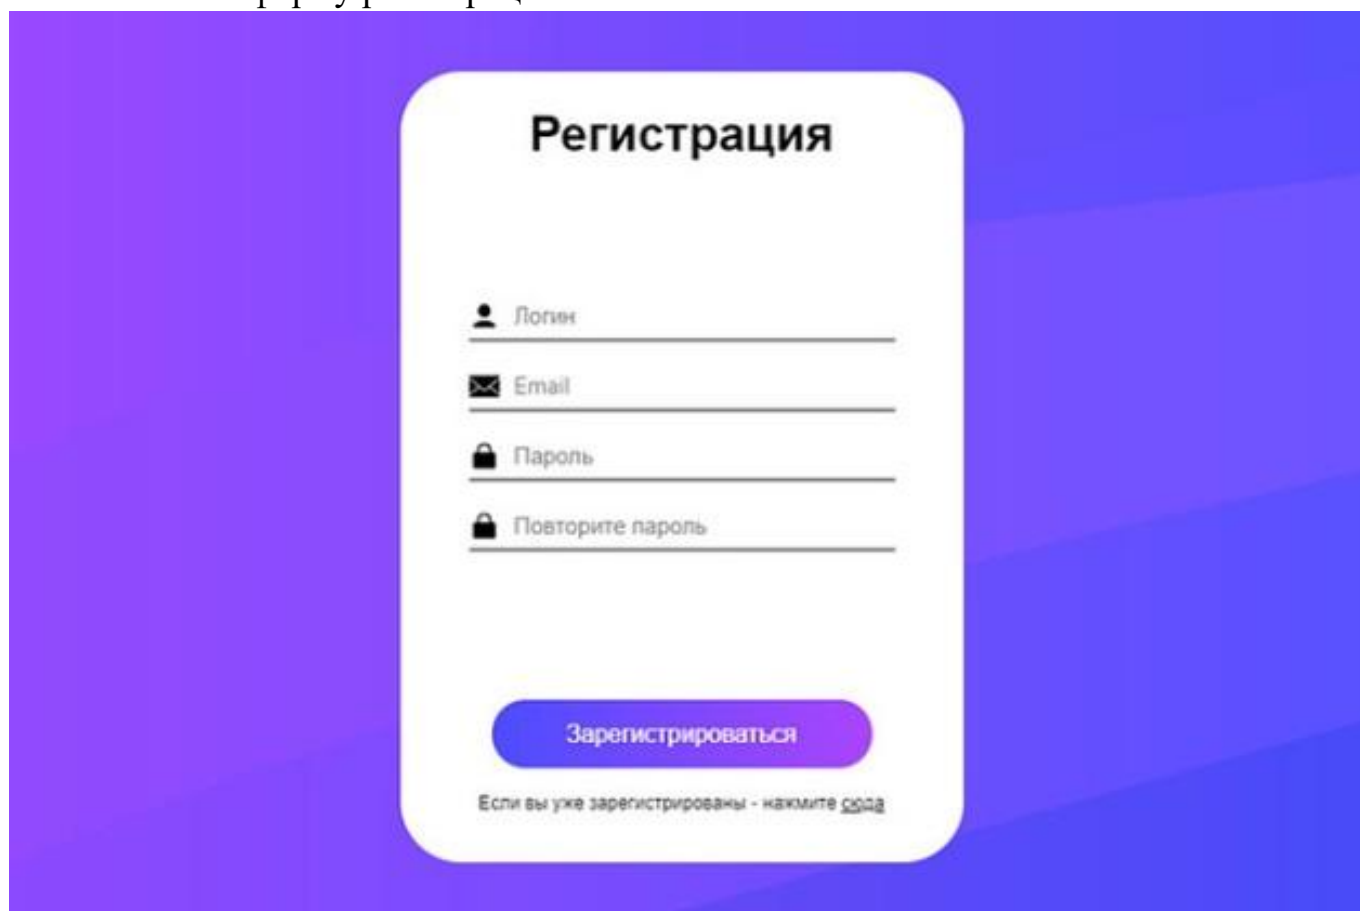 Регистрация
Логин
Email
Пароль
Повторите пароль
Зарегистрироваться
Если вы уже зарегистрированы - нажмите сюда